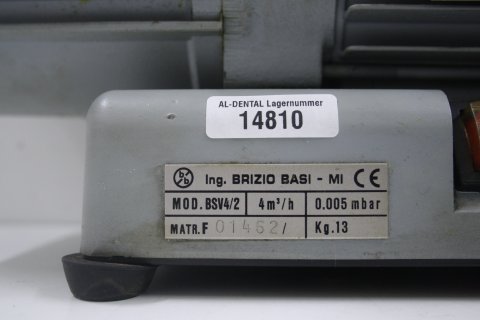 AL-DENTAL Lagernummer
14810
b/b Ing. BRIZIO BASI - MI CE
MOD. BSV4/2 4m³/h 0.005 mbar
MATR. F 01462/ Kg.13